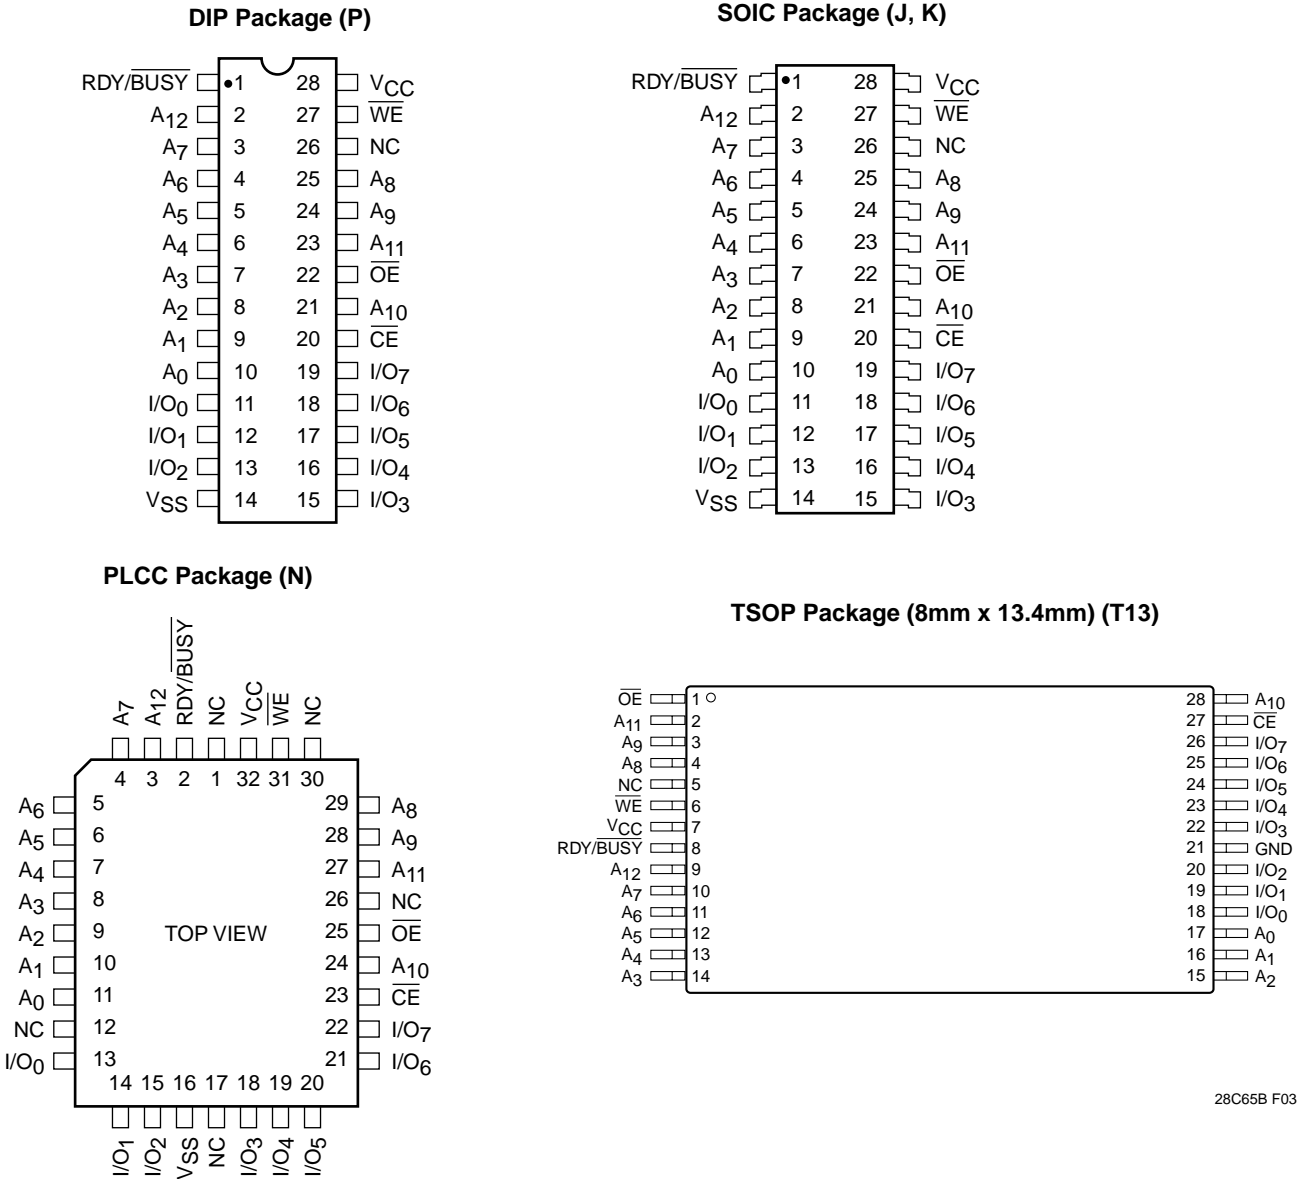 DIP Package (P)
RDY/BUSY 1 28 VCC
A12 2 27 WE
A7 3 26 NC
A6 4 25 A8
A5 5 24 A9
A4 6 23 A11
A3 7 22 OE
A2 8 21 A10
A1 9 20 CE
A0 10 19 I/O7
I/O0 11 18 I/O6
I/O1 12 17 I/O5
I/O2 13 16 I/O4
VSS 14 15 I/O3
SOIC Package (J, K)
RDY/BUSY 1 28 VCC
A12 2 27 WE
A7 3 26 NC
A6 4 25 A8
A5 5 24 A9
A4 6 23 A11
A3 7 22 OE
A2 8 21 A10
A1 9 20 CE
A0 10 19 I/O7
I/O0 11 18 I/O6
I/O1 12 17 I/O5
I/O2 13 16 I/O4
VSS 14 15 I/O3
PLCC Package (N)
A7 A12 RDY/BUSY NC VCC WE NC
4 3 2 1 32 31 30
A6 5 29 A8
A5 6 28 A9
A4 7 27 A11
A3 8 26 NC
A2 9 TOP VIEW 25 OE
A1 10 24 A10
A0 11 23 CE
NC 12 22 I/O7
I/O0 13 21 I/O6
14 15 16 17 18 19 20
I/O1 I/O2 VSS NC I/O3 I/O4 I/O5
TSOP Package (8mm x 13.4mm) (T13)
OE 1 28 A10
A11 2 27 CE
A9 3 26 I/O7
A8 4 25 I/O6
NC 5 24 I/O5
WE 6 23 I/O4
VCC 7 22 I/O3
RDY/BUSY 8 21 GND
A12 9 20 I/O2
A7 10 19 I/O1
A6 11 18 I/O0
A5 12 17 A0
A4 13 16 A1
A3 14 15 A2
28C65B F03